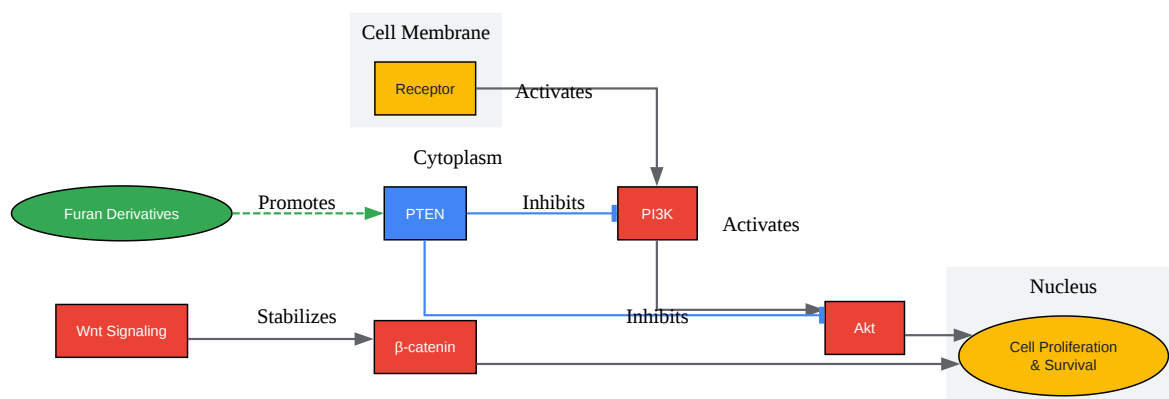 Cell Membrane
Receptor
Activates
Cytoplasm
Furan Derivatives
Promotes
PTEN
Inhibits
PI3K
Activates
Nucleus
Wnt Signaling
Stabilizes
β-catenin
Inhibits
Akt
Cell Proliferation
& Survival